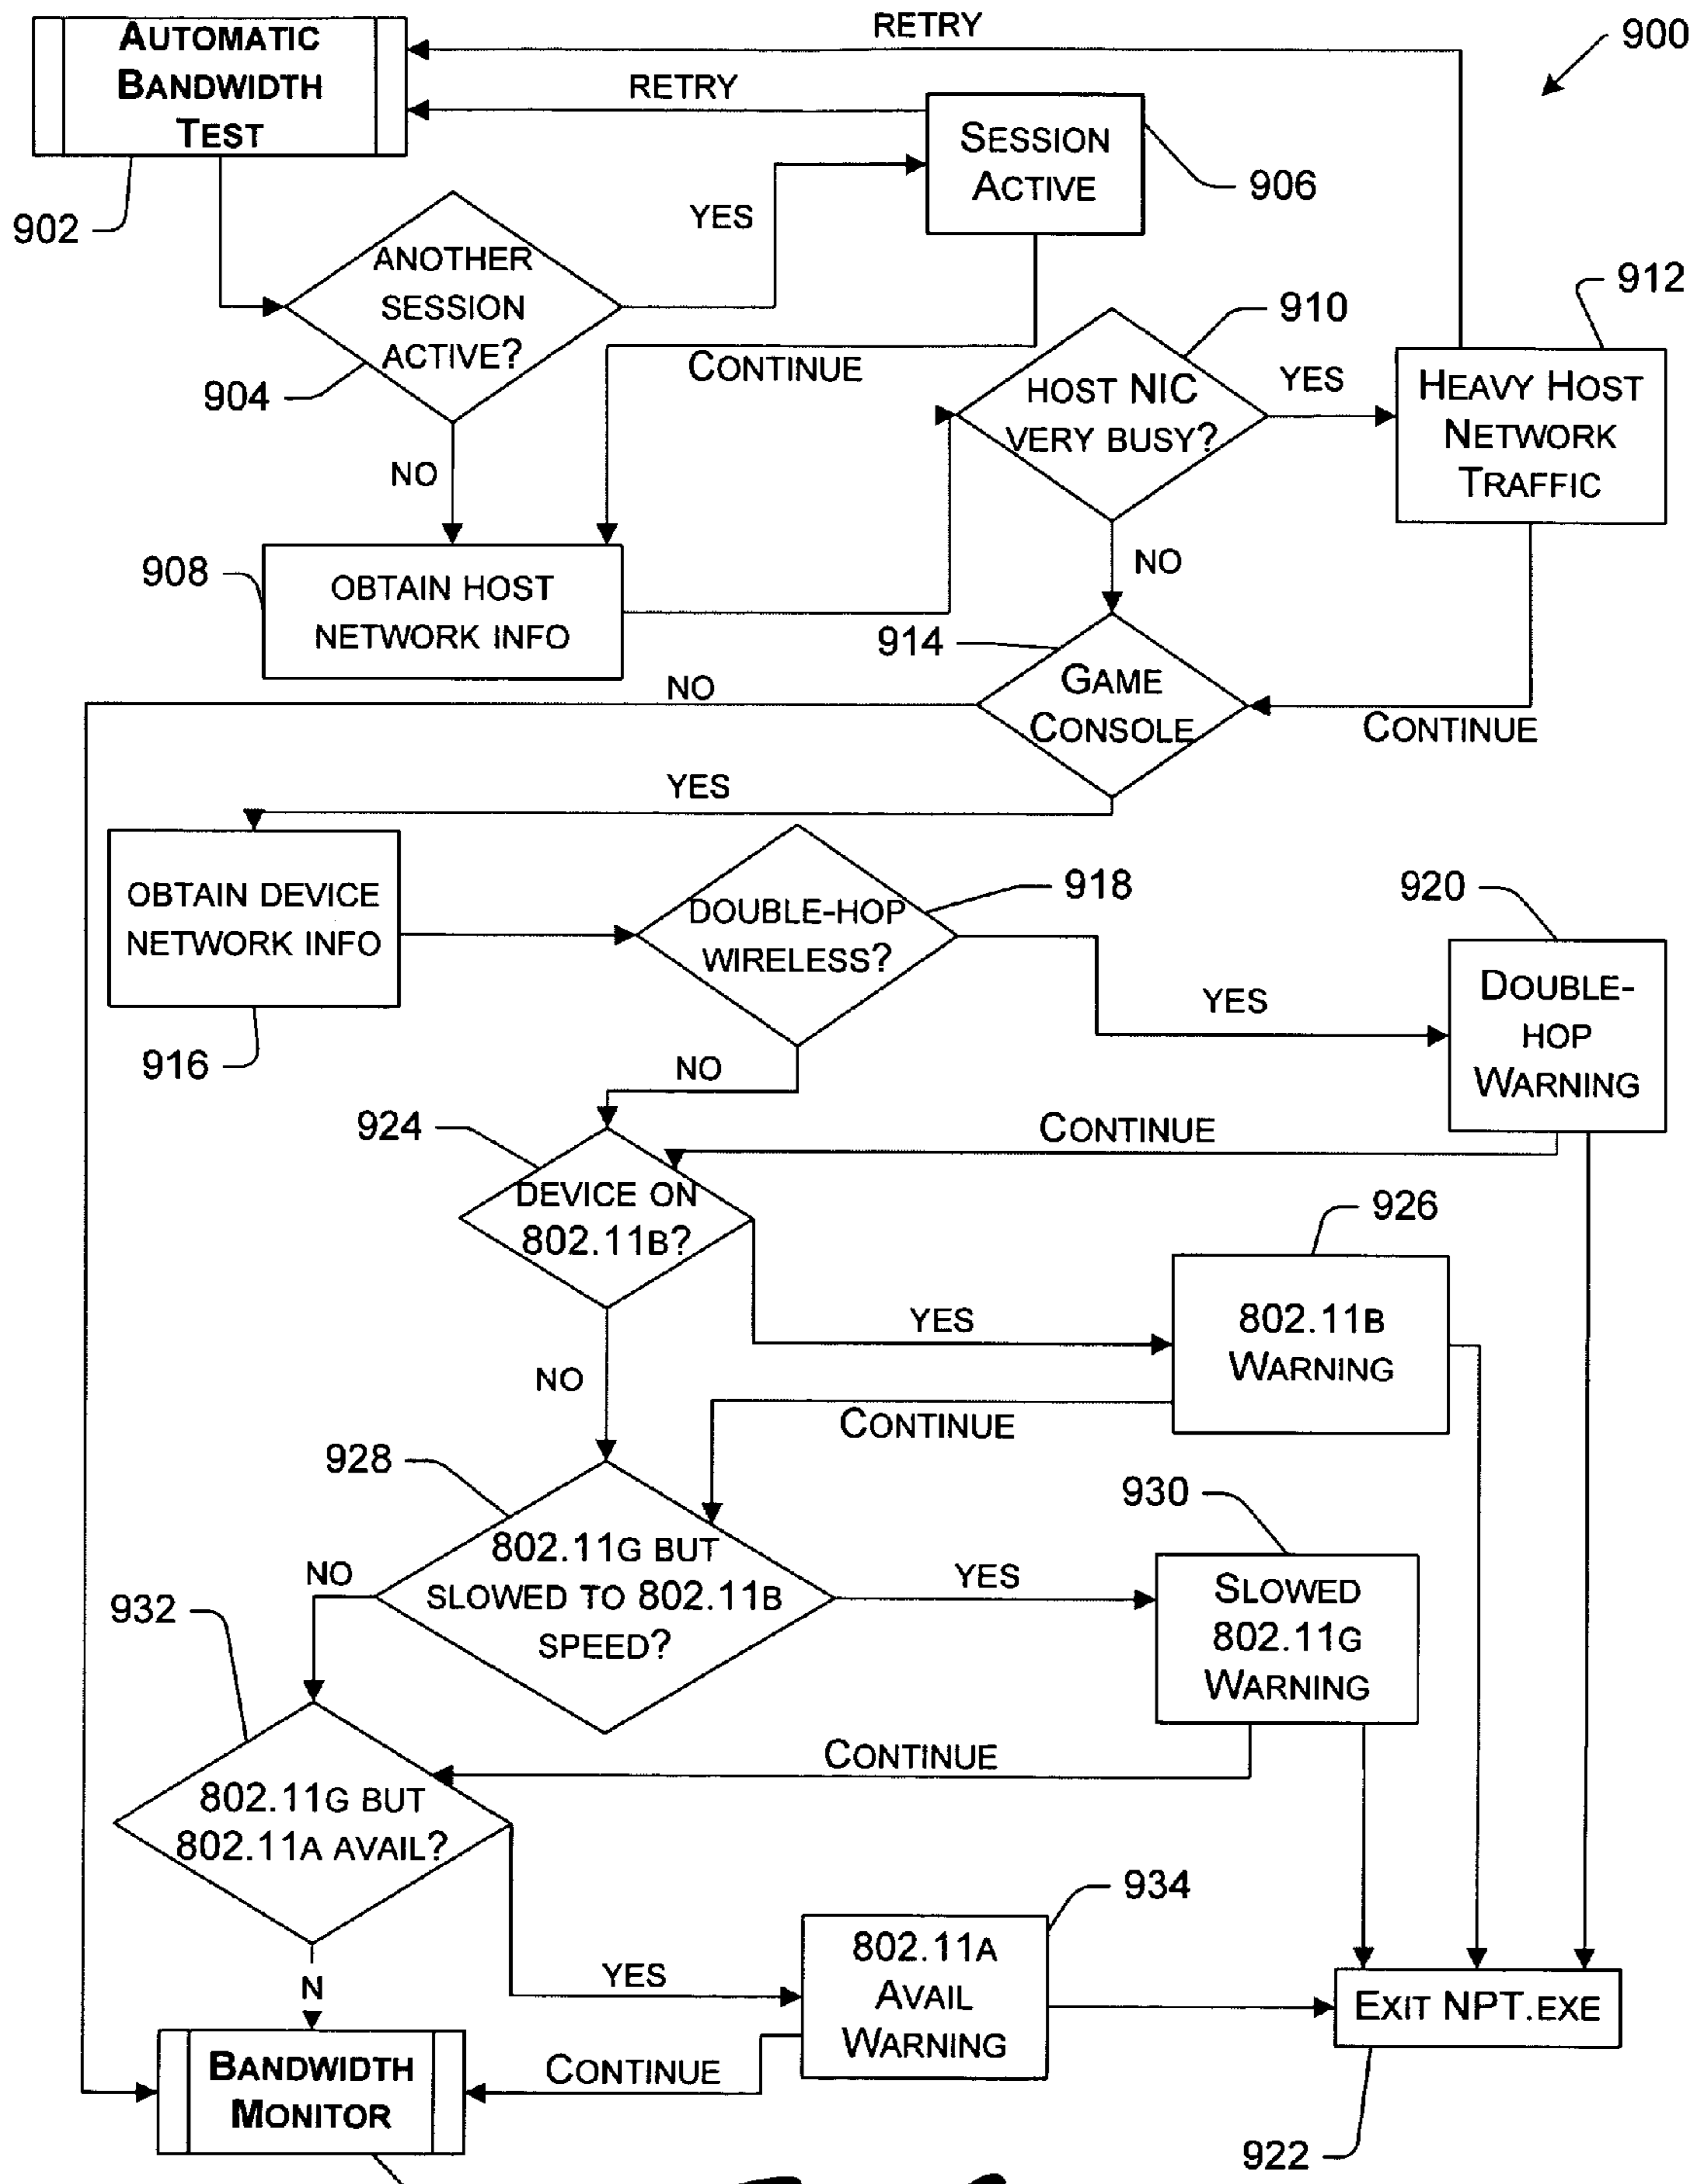 RETRY
900
AUTOMATIC
BANDWIDTH
TEST
RETRY
SESSION
ACTIVE
906
902
YES
ANOTHER
SESSION
ACTIVE?
904
CONTINUE
910
912
HOST NIC
VERY BUSY?
YES
HEAVY HOST
NETWORK
TRAFFIC
NO
NO
908
OBTAIN HOST
NETWORK INFO
914
GAME
CONSOLE
NO
CONTINUE
YES
OBTAIN DEVICE
NETWORK INFO
916
918
DOUBLE-HOP
WIRELESS?
920
YES
DOUBLE-
HOP
WARNING
NO
924
CONTINUE
DEVICE ON
802.11B?
926
YES
802.11B
WARNING
NO
CONTINUE
928
930
802.11G BUT
SLOWED TO 802.11B
SPEED?
NO
YES
SLOWED
802.11G
WARNING
932
CONTINUE
802.11G BUT
802.11A AVAIL?
934
YES
802.11A
AVAIL
WARNING
N
EXIT NPT.EXE
BANDWIDTH
MONITOR
CONTINUE
922